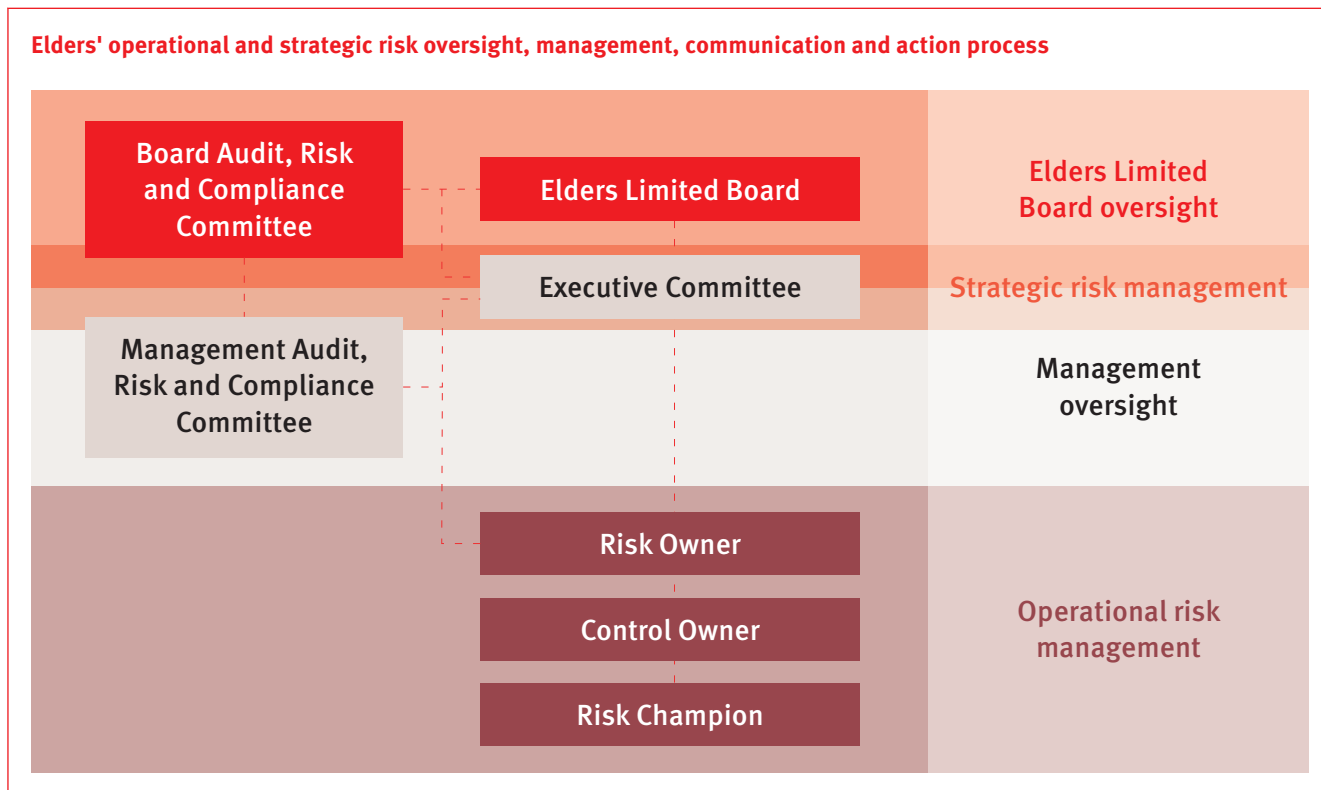 Elders' operational and strategic risk oversight, management, communication and action process
Board Audit, Risk
and Compliance
Committee
Elders Limited Board
Elders Limited
Board oversight
Executive Committee
Strategic risk management
Management Audit,
Risk and Compliance
Committee
Management
oversight
Risk Owner
Control Owner
Risk Champion
Operational risk
management